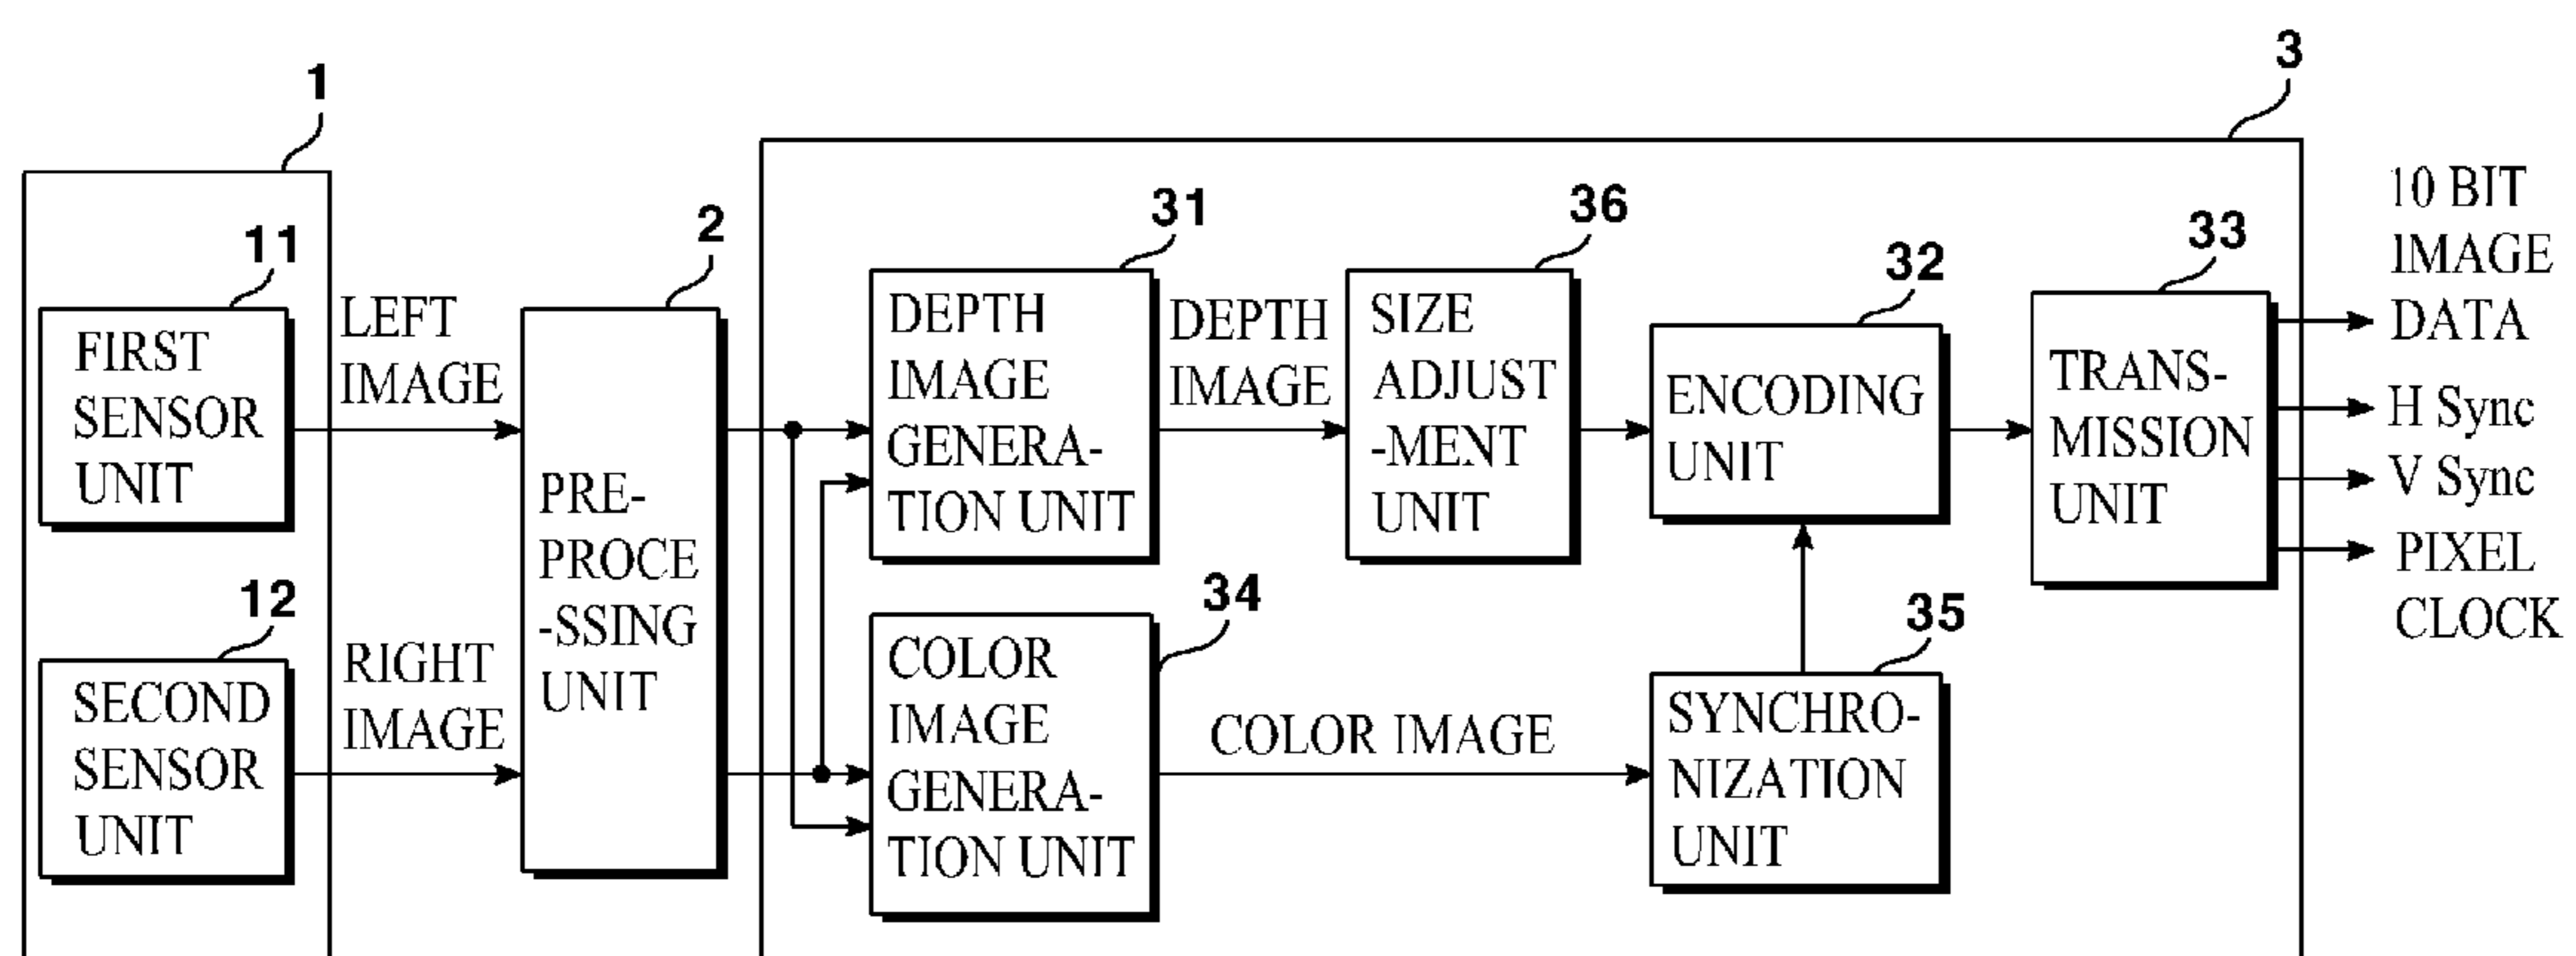 1
3
11
FIRST
SENSOR
UNIT
LEFT
IMAGE
12
SECOND
SENSOR
UNIT
RIGHT
IMAGE
2
PRE-
PROCE
-SSING
UNIT
31
DEPTH
IMAGE
GENERA-
TION UNIT
DEPTH
IMAGE
36
SIZE
ADJUST
-MENT
UNIT
32
ENCODING
UNIT
33
TRANS-
MISSION
UNIT
34
COLOR
IMAGE
GENERA-
TION UNIT
COLOR IMAGE
35
SYNCHRO-
NIZATION
UNIT
10 BIT
IMAGE
DATA
H Sync
V Sync
PIXEL
CLOCK